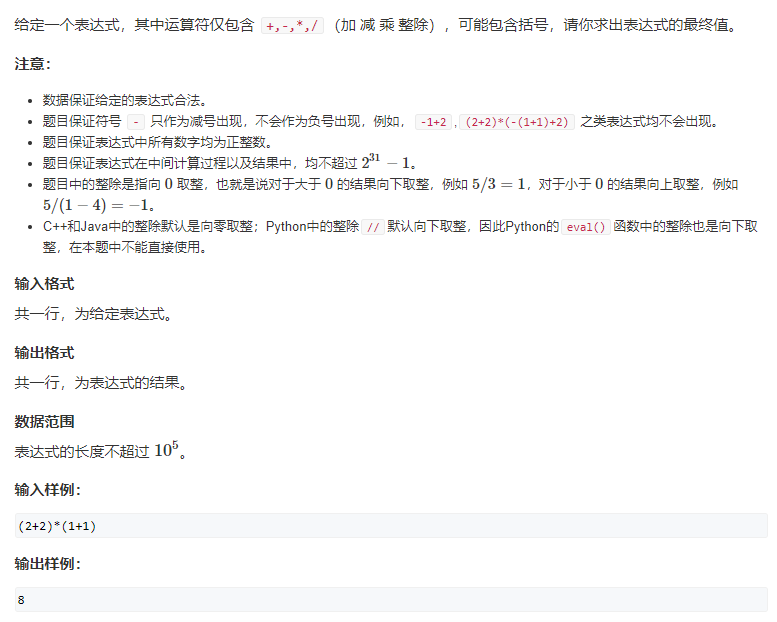 给定一个表达式，其中运算符仅包含 +,-,*,/ （加 减 乘 整除），可能包含括号，请你求出表达式的最终值。
注意：
• 数据保证给定的表达式合法。
• 题目保证符号 - 只作为减号出现，不会作为负号出现，例如， -1+2 , (2+2)*(-(1+1)+2) 之类表达式均不会出现。
• 题目保证表达式中所有数字均为正整数。
• 题目保证表达式在中间计算过程以及结果中，均不超过 2^31 − 1。
• 题目中的整除是指向 0 取整，也就是说对于大于 0 的结果向下取整，例如 5/3 = 1，对于小于 0 的结果向上取整，例如
5/(1 − 4) = −1。
• C++和Java中的整除默认是向零取整；Python中的整除 // 默认向下取整，因此Python的 eval() 函数中的整除也是向下取
整，在本题中不能直接使用。
输入格式
共一行，为给定表达式。
输出格式
共一行，为表达式的结果。
数据范围
表达式的长度不超过 10^5。
输入样例：
(2+2)*(1+1)
输出样例：
8